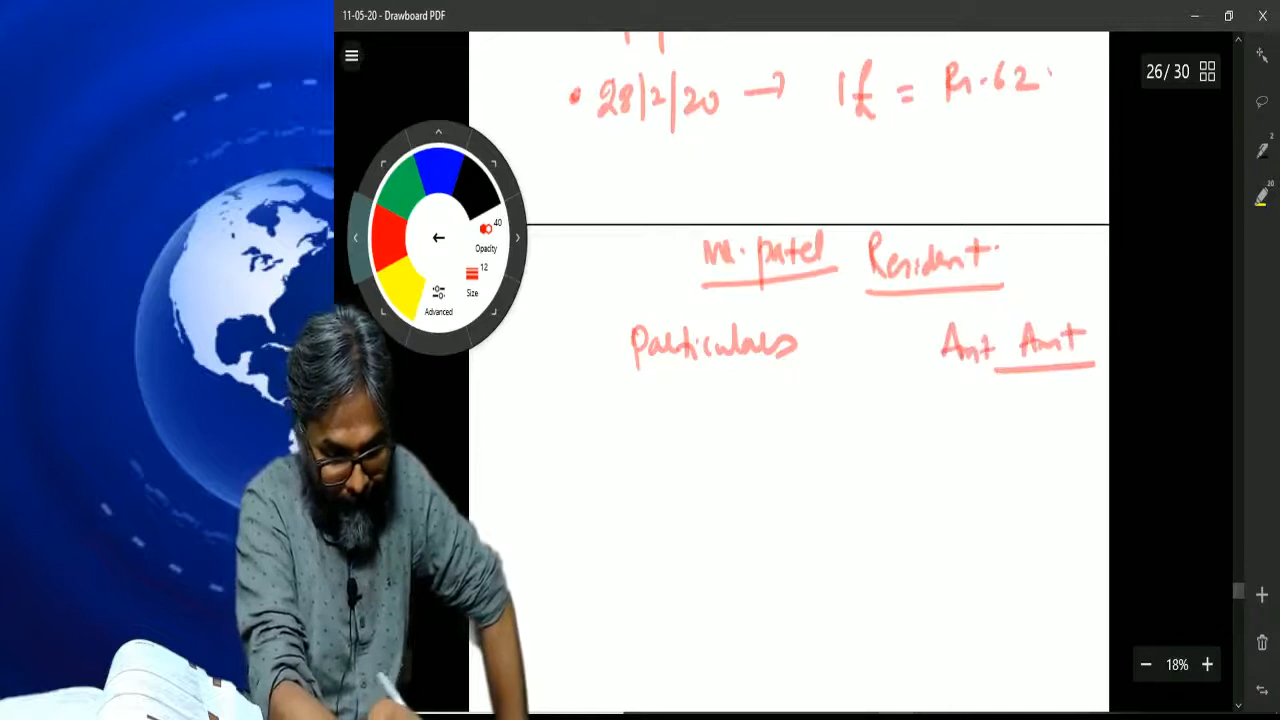 11-05-20 - Drawboard PDF
26 / 30
• 28/2/20 → 1£ = Rs. 62
40
Opacity
12
Size
Advanced
M. patel Resident.
Particulars Amt Amt
18%